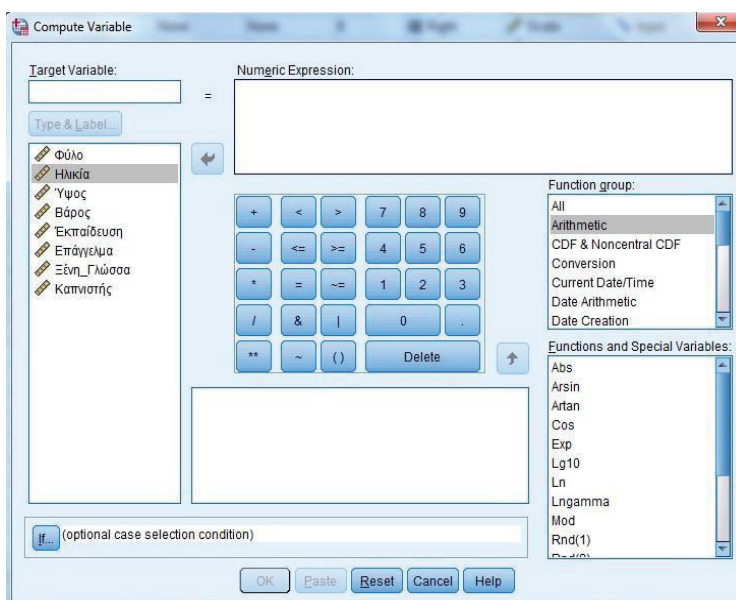 Compute Variable
Target Variable:
Numeric Expression:
=
Type & Label...
Φύλο
Ηλικία
Ύψος
Βάρος
Έκπαίδευση
Επάγγελμα
Ξένη_Γλώσσα
Καπνιστής
+ < > 7 8 9
- <= >= 4 5 6
* = ~= 1 2 3
/ & | 0 .
** ~ ( ) Delete
Function group:
All
Arithmetic
CDF & Noncentral CDF
Conversion
Current Date/Time
Date Arithmetic
Date Creation
Functions and Special Variables:
Abs
Arsin
Artan
Cos
Exp
Lg10
Ln
Lngamma
Mod
Rnd(1)
If... (optional case selection condition)
OK Paste Reset Cancel Help